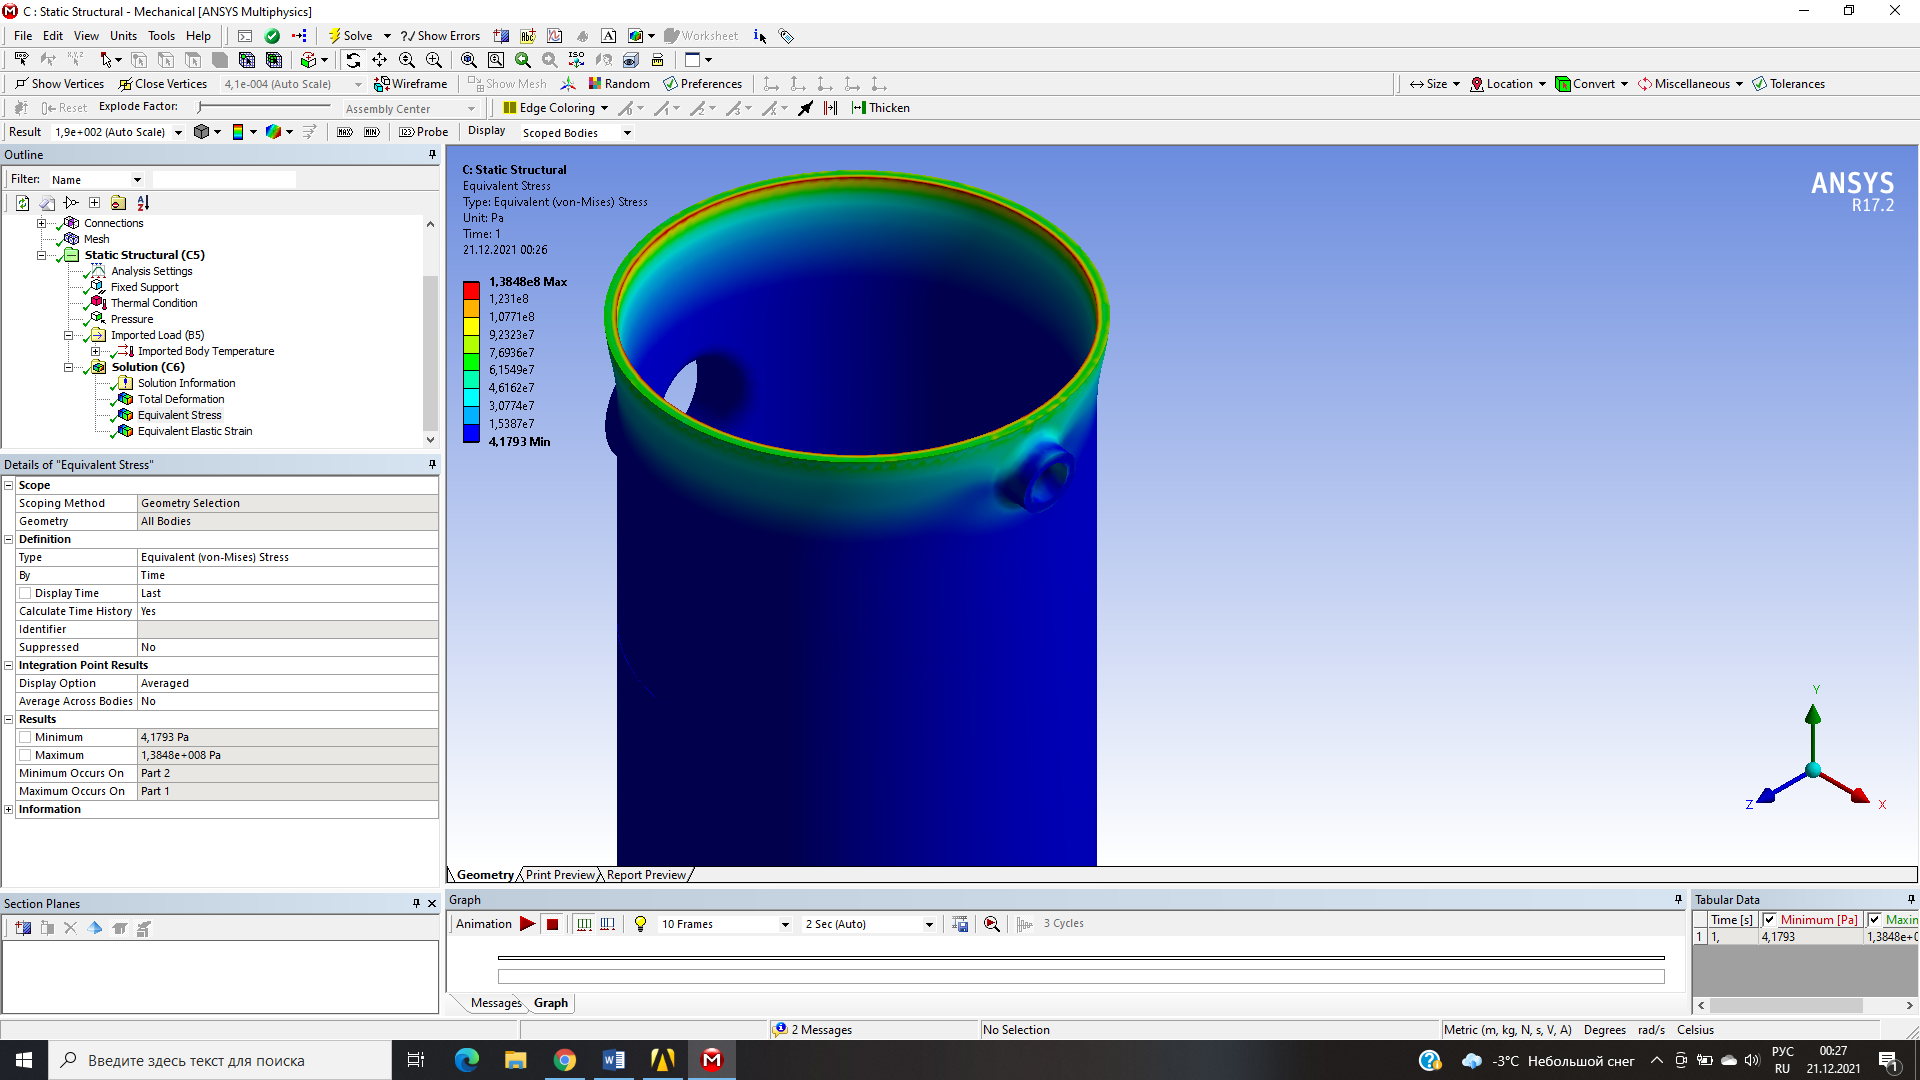 C : Static Structural - Mechanical [ANSYS Multiphysics]
File Edit View Units Tools Help Solve ?/ Show Errors Worksheet
Show Vertices Close Vertices 4,1e-004 (Auto Scale) Wireframe Show Mesh Random Preferences Size Location Convert Miscellaneous Tolerances
Reset Explode Factor: Assembly Center Edge Coloring Thicken
Result 1,9e+002 (Auto Scale) MAX MIN Probe Display Scoped Bodies
Outline
Filter: Name
Connections
Mesh
Static Structural (C5)
Analysis Settings
Fixed Support
Thermal Condition
Pressure
Imported Load (B5)
Imported Body Temperature
Solution (C6)
Solution Information
Total Deformation
Equivalent Stress
Equivalent Elastic Strain
Details of "Equivalent Stress"
Scope
Scoping Method Geometry Selection
Geometry All Bodies
Definition
Type Equivalent (von-Mises) Stress
By Time
Display Time Last
Calculate Time History Yes
Identifier
Suppressed No
Integration Point Results
Display Option Averaged
Average Across Bodies No
Results
Minimum 4,1793 Pa
Maximum 1,3848e+008 Pa
Minimum Occurs On Part 2
Maximum Occurs On Part 1
Information
Section Planes
C: Static Structural
Equivalent Stress
Type: Equivalent (von-Mises) Stress
Unit: Pa
Time: 1
21.12.2021 00:26
1,3848e8 Max
1,231e8
1,0771e8
9,2323e7
7,6936e7
6,1549e7
4,6162e7
3,0774e7
1,5387e7
4,1793 Min
ANSYS
R17.2
Y
Z
X
Geometry Print Preview Report Preview
Graph
Animation 10 Frames 2 Sec (Auto) 3 Cycles
Messages Graph
Tabular Data
Time [s] Minimum [Pa] Maxin
1 1, 4,1793 1,3848e+0
2 Messages No Selection Metric (m, kg, N, s, V, A) Degrees rad/s Celsius
Введите здесь текст для поиска
-3°C Небольшой снег
РУС
RU
00:27
21.12.2021
1